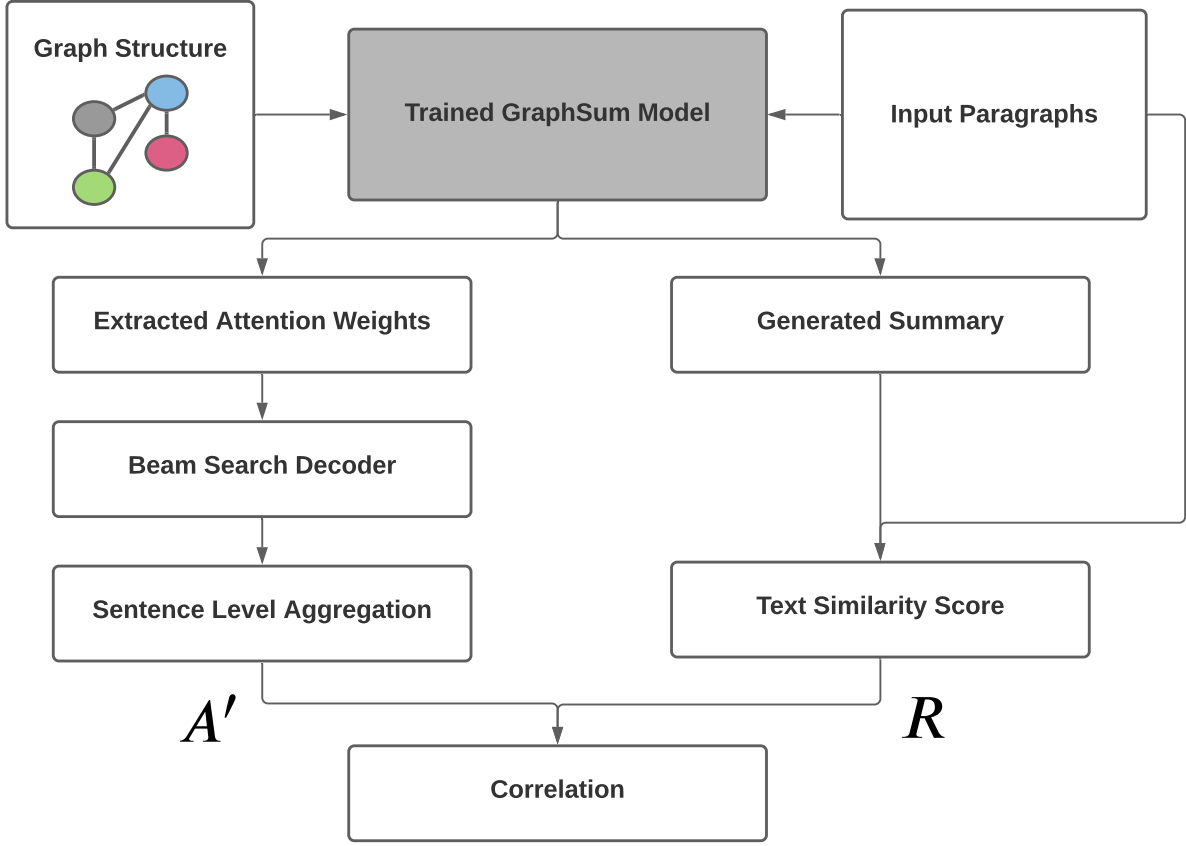 Graph Structure
Trained GraphSum Model
Input Paragraphs
Extracted Attention Weights
Generated Summary
Beam Search Decoder
Sentence Level Aggregation
Text Similarity Score
A′
R
Correlation